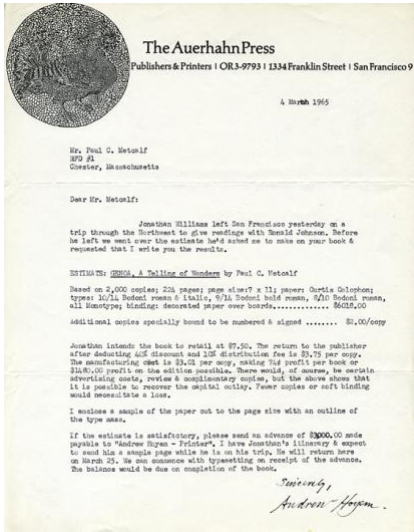 The Auerhahn Press
Publishers & Printers | OR3-9793 | 1334 Franklin Street | San Francisco 9
4 March 1965
Mr. Paul C. Metcalf
RFD #1
Chester, Massachusetts
Dear Mr. Metcalf:
Jonathan Williams left San Francisco yesterday on a
trip through the Northwest to give readings with Ronald Johnson. Before
he left we went over the estimate he'd asked me to make on your book &
requested that I write you the results.
ESTIMATE: GENOA, A Telling of Wonders by Paul C. Metcalf
Based on 2,000 copies; 224 pages; page size: 7 x 11; paper: Curtis Colophon;
types: 10/14 Bodoni roman & italic, 9/14 Bodoni bold roman, 8/10 Bodoni roman,
all Monotype; binding: decorated paper over boards............. $6018.00
Additional copies specially bound to be numbered & signed ........ $2.00/copy
Jonathan intends the book to retail at $7.50. The return to the publisher
after deducting 40% discount and 10% distribution fee is $3.75 per copy.
The manufacturing cost is $3.01 per copy, making 74¢ profit per book or
$1480.00 profit on the edition possible. There would, of course, be certain
advertising costs, review & complimentary copies, but the above shows that
it is possible to recover the capital outlay. Fewer copies or soft binding
would necessitate a loss.
I enclose a sample of the paper cut to the page size with an outline of
the type mass.
If the estimate is satisfactory, please send an advance of $3000.00 made
payable to "Andrew Hoyem - Printer". I have Jonathan's itinerary & expect
to send him a sample page while he is on his trip. He will return here
on March 25. We can commence with typesetting on receipt of the advance.
The balance would be due on completion of the book.
Sincerely,
Andrew Hoyem